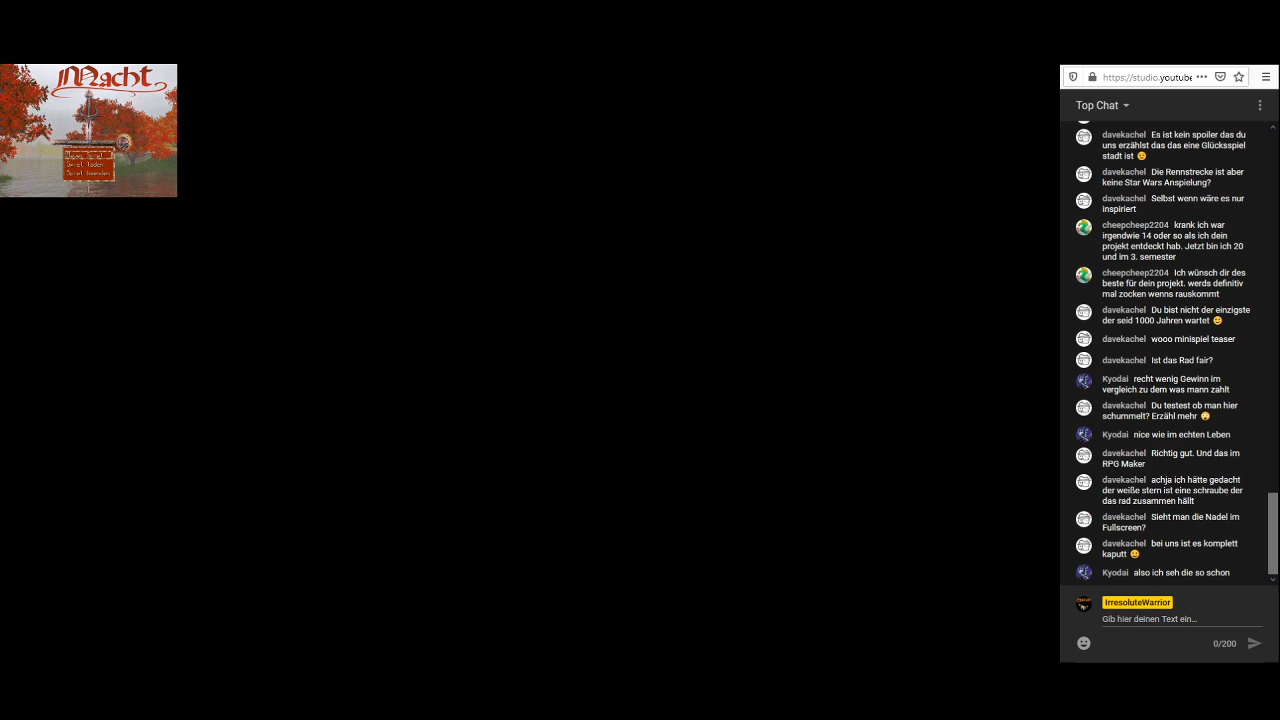 Macht
Neues Spiel
Spiel laden
Spiel beenden
https://studio.youtube
Top Chat
davekachel Es ist kein spoiler das du
uns erzählst das das eine Glücksspiel
stadt ist
davekachel Die Rennstrecke ist aber
keine Star Wars Anspielung?
davekachel Selbst wenn wäre es nur
inspiriert
cheepcheep2204 krank ich war
irgendwie 14 oder so als ich dein
projekt entdeckt hab. Jetzt bin ich 20
und im 3. semester
cheepcheep2204 Ich wünsch dir des
beste für dein projekt. werds definitiv
mal zocken wenns rauskommt
davekachel Du bist nicht der einzigste
der seid 1000 Jahren wartet
davekachel wooo minispiel teaser
davekachel Ist das Rad fair?
Kyodai recht wenig Gewinn im
vergleich zu dem was mann zahlt
davekachel Du testest ob man hier
schummelt? Erzähl mehr
Kyodai nice wie im echten Leben
davekachel Richtig gut. Und das im
RPG Maker
davekachel achja ich hätte gedacht
der weiße stern ist eine schraube der
das rad zusammen hällt
davekachel Sieht man die Nadel im
Fullscreen?
davekachel bei uns ist es komplett
kaputt
Kyodai also ich seh die so schon
IrresoluteWarrior
Gib hier deinen Text ein...
0/200